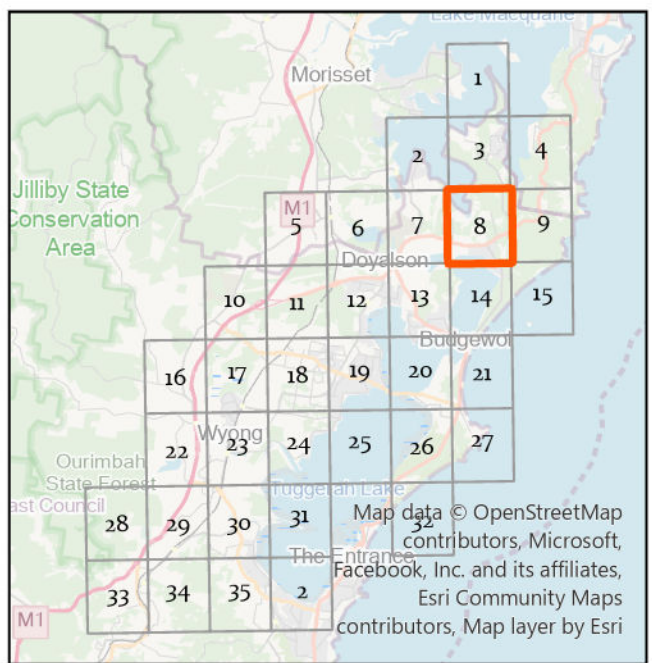 Lake Macquarie
Morisset
1
2
3
4
Jilliby State
Conservation
Area
M1
5
6
7
8
9
Doyalson
10
11
12
13
14
15
Budgewoi
16
17
18
19
20
21
Wyong
22
23
24
25
26
27
Ourimbah
State Forest
ast Council
Tuggerah Lake
28
29
30
31
32
Map data © OpenStreetMap
contributors, Microsoft,
The Entrance
Facebook, Inc. and its affiliates,
33
34
35
2
Esri Community Maps
M1
contributors, Map layer by Esri